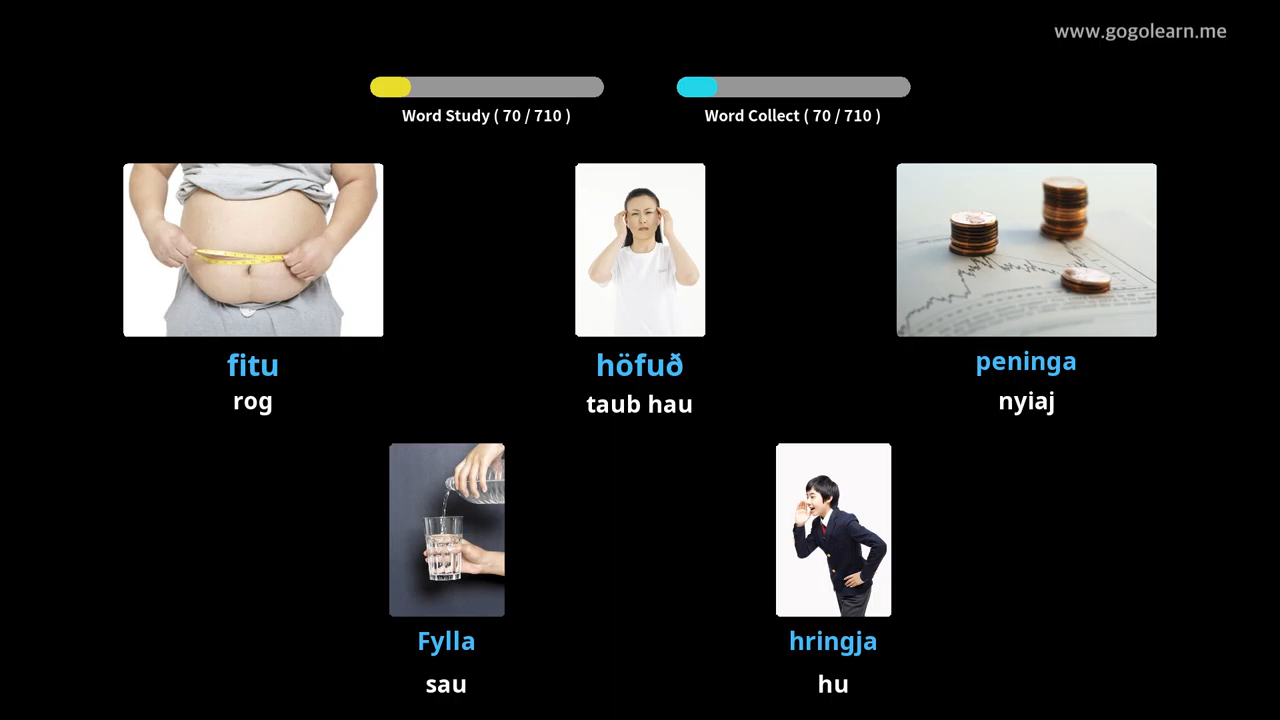 www.gogolearn.me
Word Study ( 70 / 710 )
Word Collect ( 70 / 710 )
fitu
rog
höfuð
taub hau
peninga
nyiaj
Fylla
sau
hringja
hu